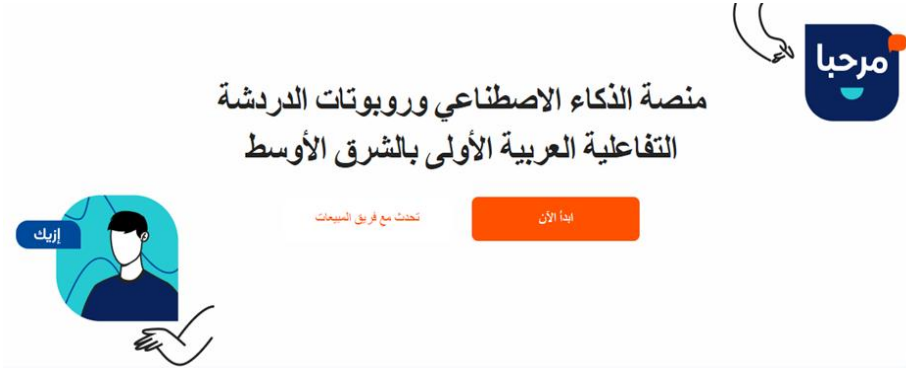 مرحبا
منصة الذكاء الاصطناعي وروبوتات الدردشة
التفاعلية العربية الأولى بالشرق الأوسط
ابدأ الآن
تحدث مع فريق المبيعات
إزيك